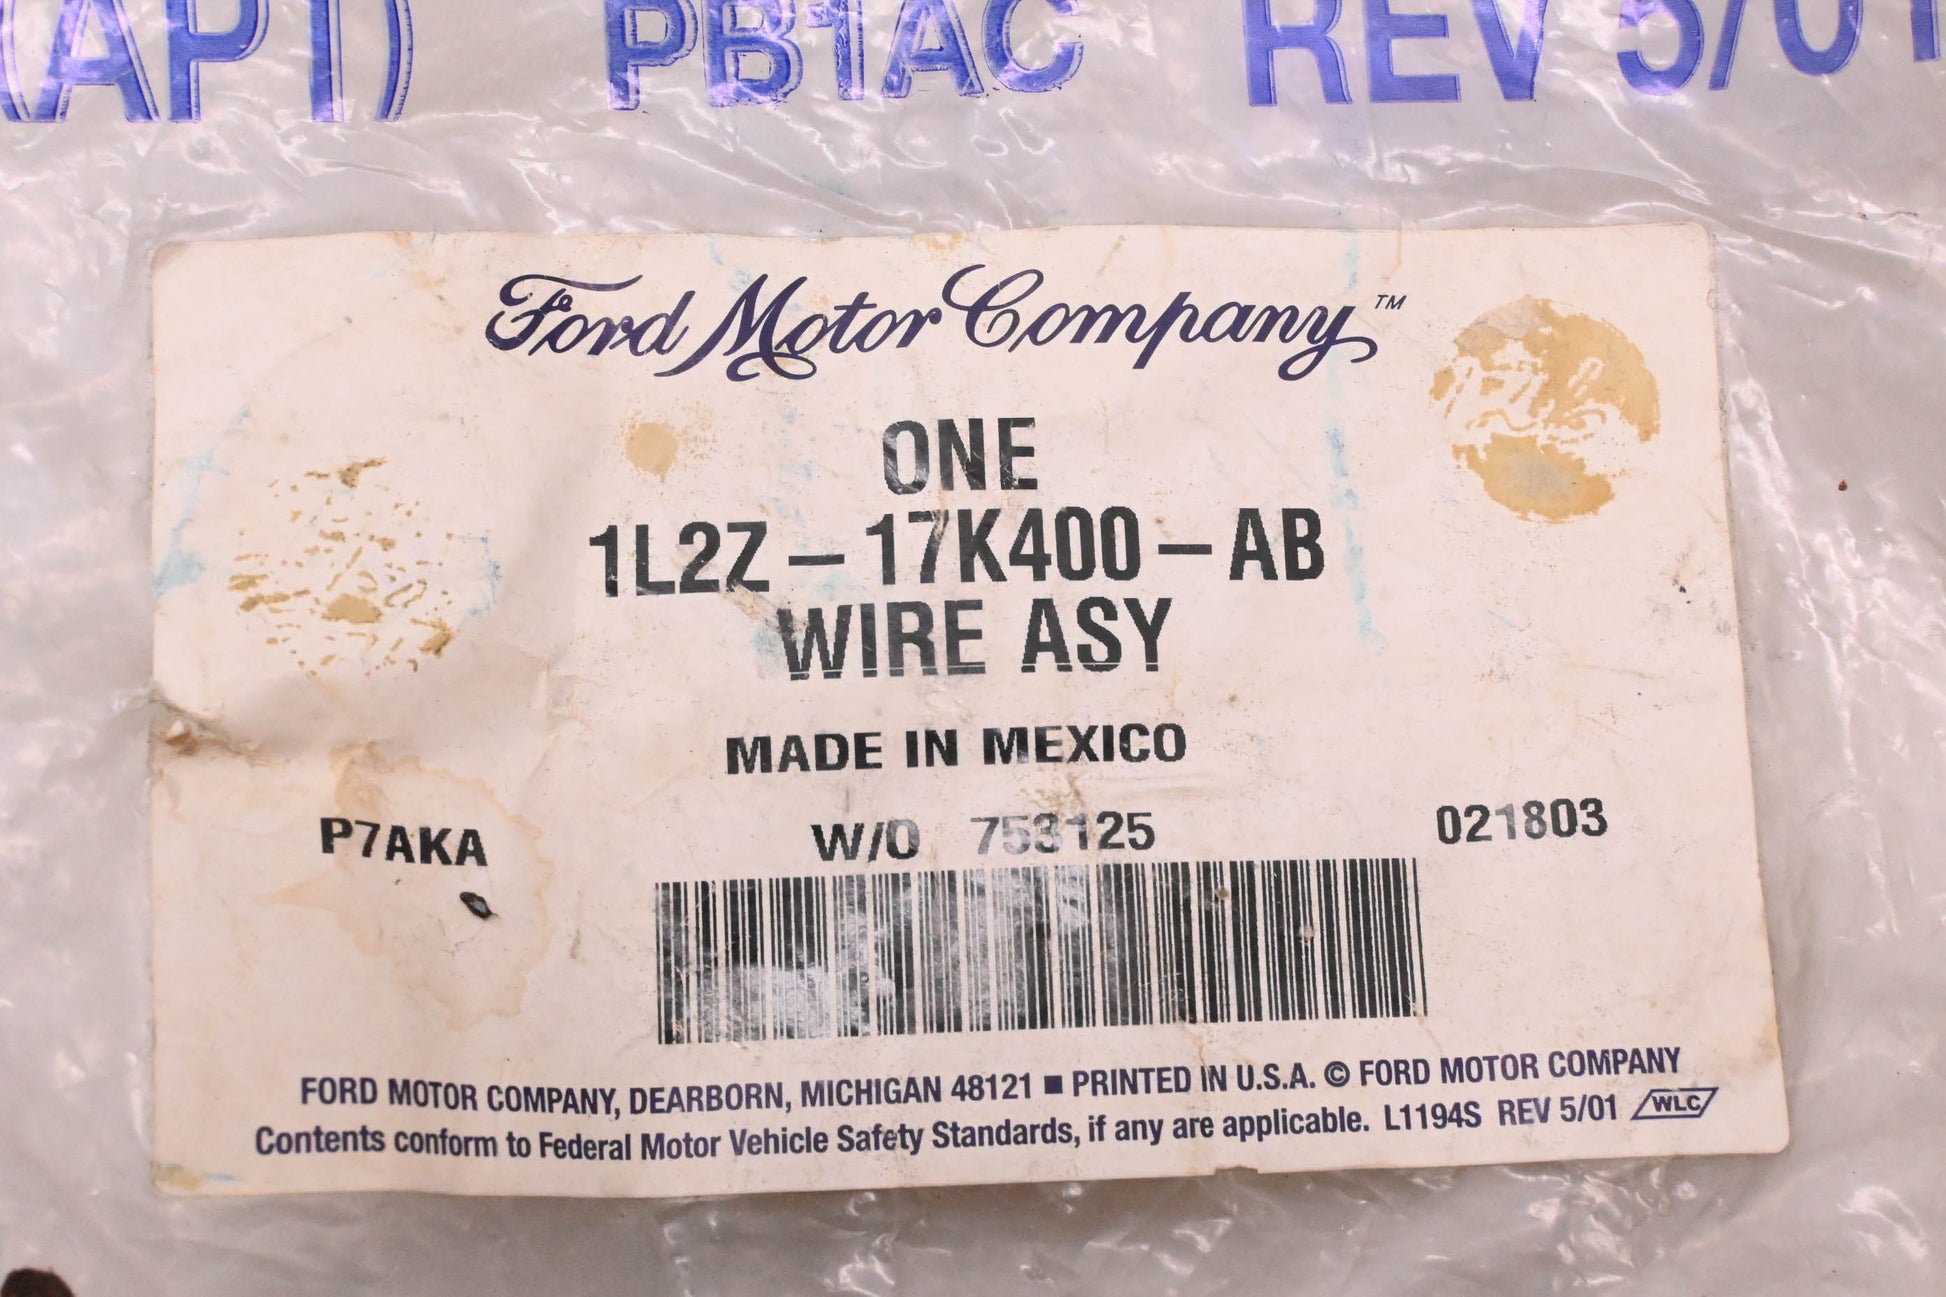 (APT) PB1AC REV 5/01
Ford Motor Company™
ONE
1L2Z-17K400-AB
WIRE ASY
MADE IN MEXICO
P7AKA W/O 753125 021803
FORD MOTOR COMPANY, DEARBORN, MICHIGAN 48121 ■ PRINTED IN U.S.A. © FORD MOTOR COMPANY
Contents conform to Federal Motor Vehicle Safety Standards, if any are applicable. L1194S REV 5/01 WLC